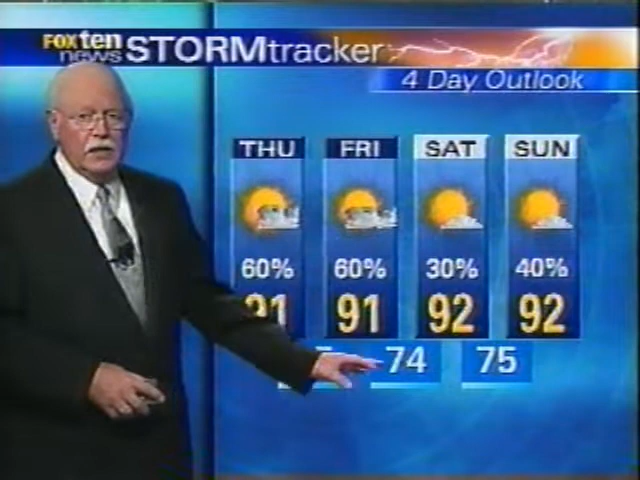 FOX ten
news STORMtracker
4 Day Outlook
THU FRI SAT SUN
60% 60% 30% 40%
91 91 92 92
74 75